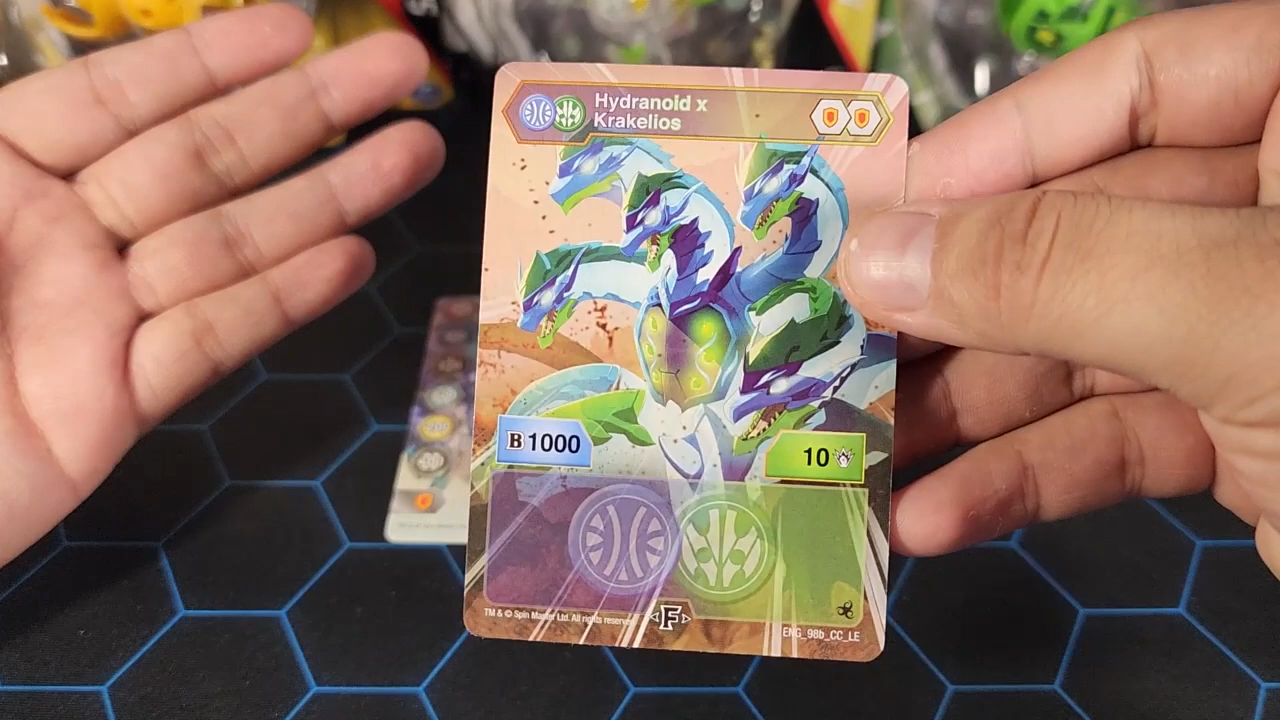 Hydranoid x
Krakelios
B 1000
10
TM & © Spin Master Ltd. All rights reserved
F
ENG_98b_CC_LE